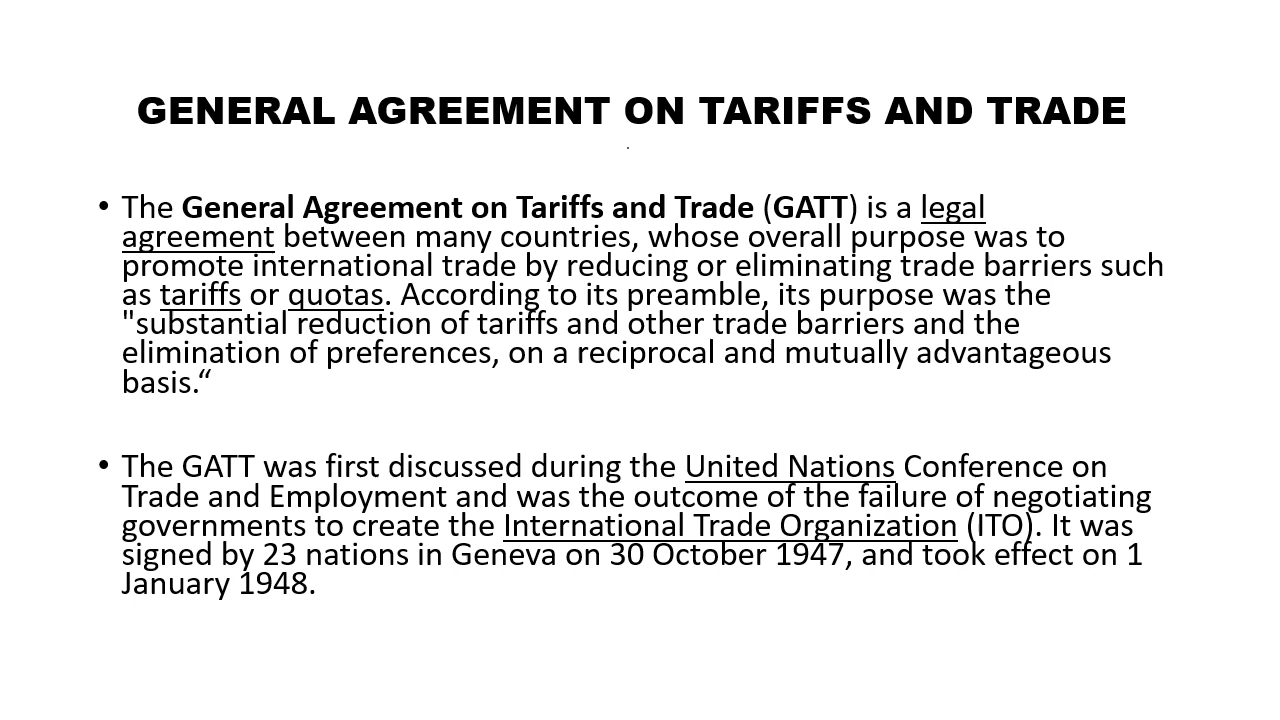 GENERAL AGREEMENT ON TARIFFS AND TRADE
.
• The General Agreement on Tariffs and Trade (GATT) is a legal
agreement between many countries, whose overall purpose was to
promote international trade by reducing or eliminating trade barriers such
as tariffs or quotas. According to its preamble, its purpose was the
"substantial reduction of tariffs and other trade barriers and the
elimination of preferences, on a reciprocal and mutually advantageous
basis.“
• The GATT was first discussed during the United Nations Conference on
Trade and Employment and was the outcome of the failure of negotiating
governments to create the International Trade Organization (ITO). It was
signed by 23 nations in Geneva on 30 October 1947, and took effect on 1
January 1948.